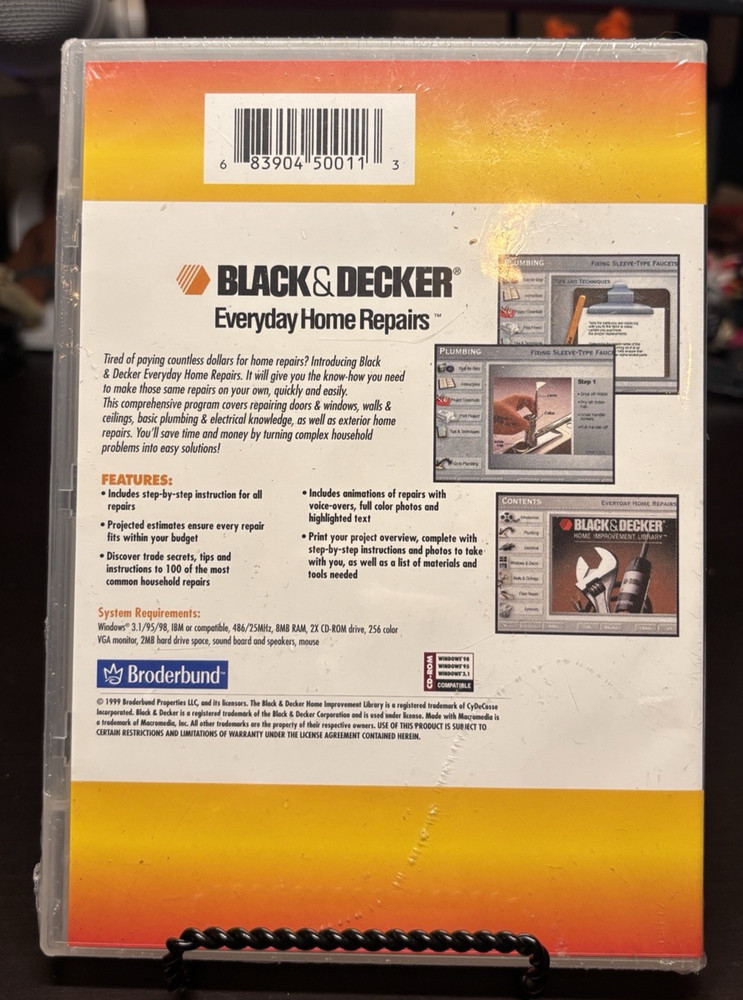 6 83904 50011 3
BLACK & DECKER®
Everyday Home Repairs™
Tired of paying countless dollars for home repairs? Introducing Black
& Decker Everyday Home Repairs. It will give you the know-how you need
to make those same repairs on your own, quickly and easily.
This comprehensive program covers repairing doors & windows, walls &
ceilings, basic plumbing & electrical knowledge, as well as exterior home
repairs. You'll save time and money by turning complex household
problems into easy solutions!
FEATURES:
• Includes step-by-step instruction for all
repairs
• Projected estimates ensure every repair
fits within your budget
• Discover trade secrets, tips and
instructions to 100 of the most
common household repairs
• Includes animations of repairs with
voice-overs, full color photos and
highlighted text
• Print your project overview, complete with
step-by-step instructions and photos to take
with you, as well as a list of materials and
tools needed
PLUMBING FIXING SLEEVE-TYPE FAUCETS
TIPS AND TECHNIQUES
PLUMBING FIXING SLEEVE-TYPE FAUCE
Step 1
CONTENTS EVERYDAY HOME REPAIRS
BLACK & DECKER
HOME IMPROVEMENT LIBRARY™
System Requirements:
Windows® 3.1/95/98, IBM or compatible, 486/25MHz, 8MB RAM, 2X CD-ROM drive, 256 color
VGA monitor, 2MB hard drive space, sound board and speakers, mouse
Broderbund™
CD-ROM
WINDOWS®98
WINDOWS®95
WINDOWS®3.1
COMPATIBLE
© 1999 Broderbund Properties LLC, and its licensors. The Black & Decker Home Improvement Library is a registered trademark of CyDeCosse
Incorporated. Black & Decker is a registered trademark of the Black & Decker Corporation and is used under license. Made with Macromedia is
a trademark of Macromedia, Inc. All other trademarks are the property of their respective owners. USE OF THIS PRODUCT IS SUBJECT TO
CERTAIN RESTRICTIONS AND LIMITATIONS OF WARRANTY UNDER THE LICENSE AGREEMENT CONTAINED HEREIN.